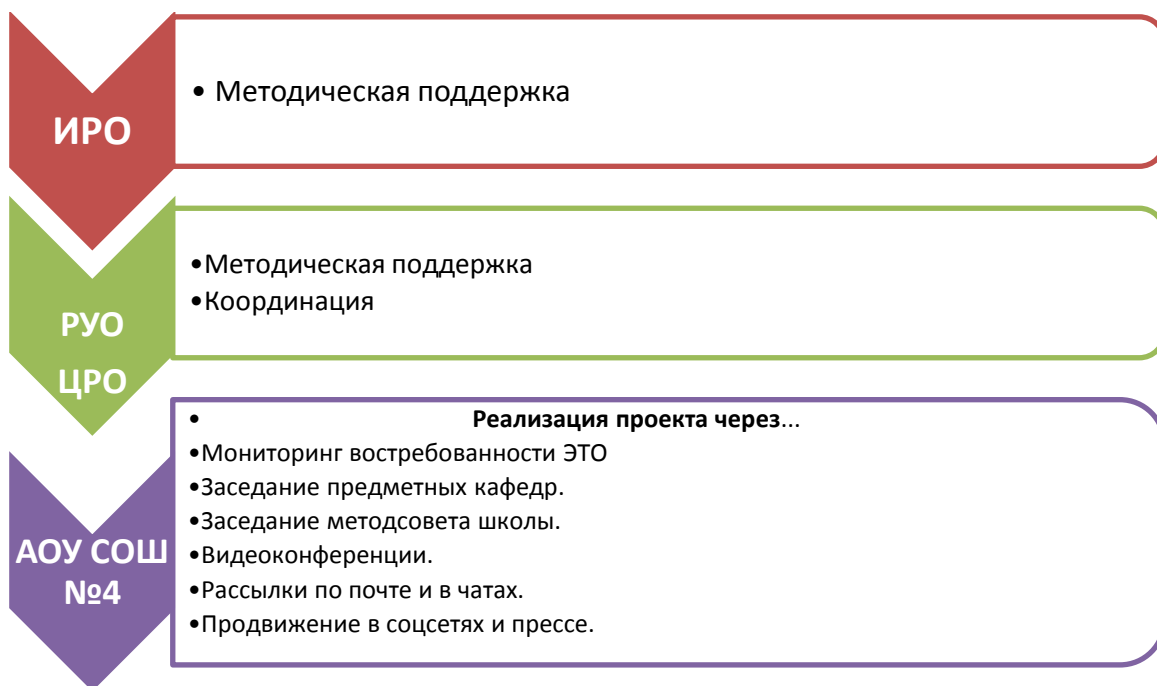 ИРО
• Методическая поддержка
РУО
ЦРО
•Методическая поддержка
•Координация
АОУ СОШ
№4
• Реализация проекта через...
•Мониторинг востребованности ЭТО
•Заседание предметных кафедр.
•Заседание методсовета школы.
•Видеоконференции.
•Рассылки по почте и в чатах.
•Продвижение в соцсетях и прессе.